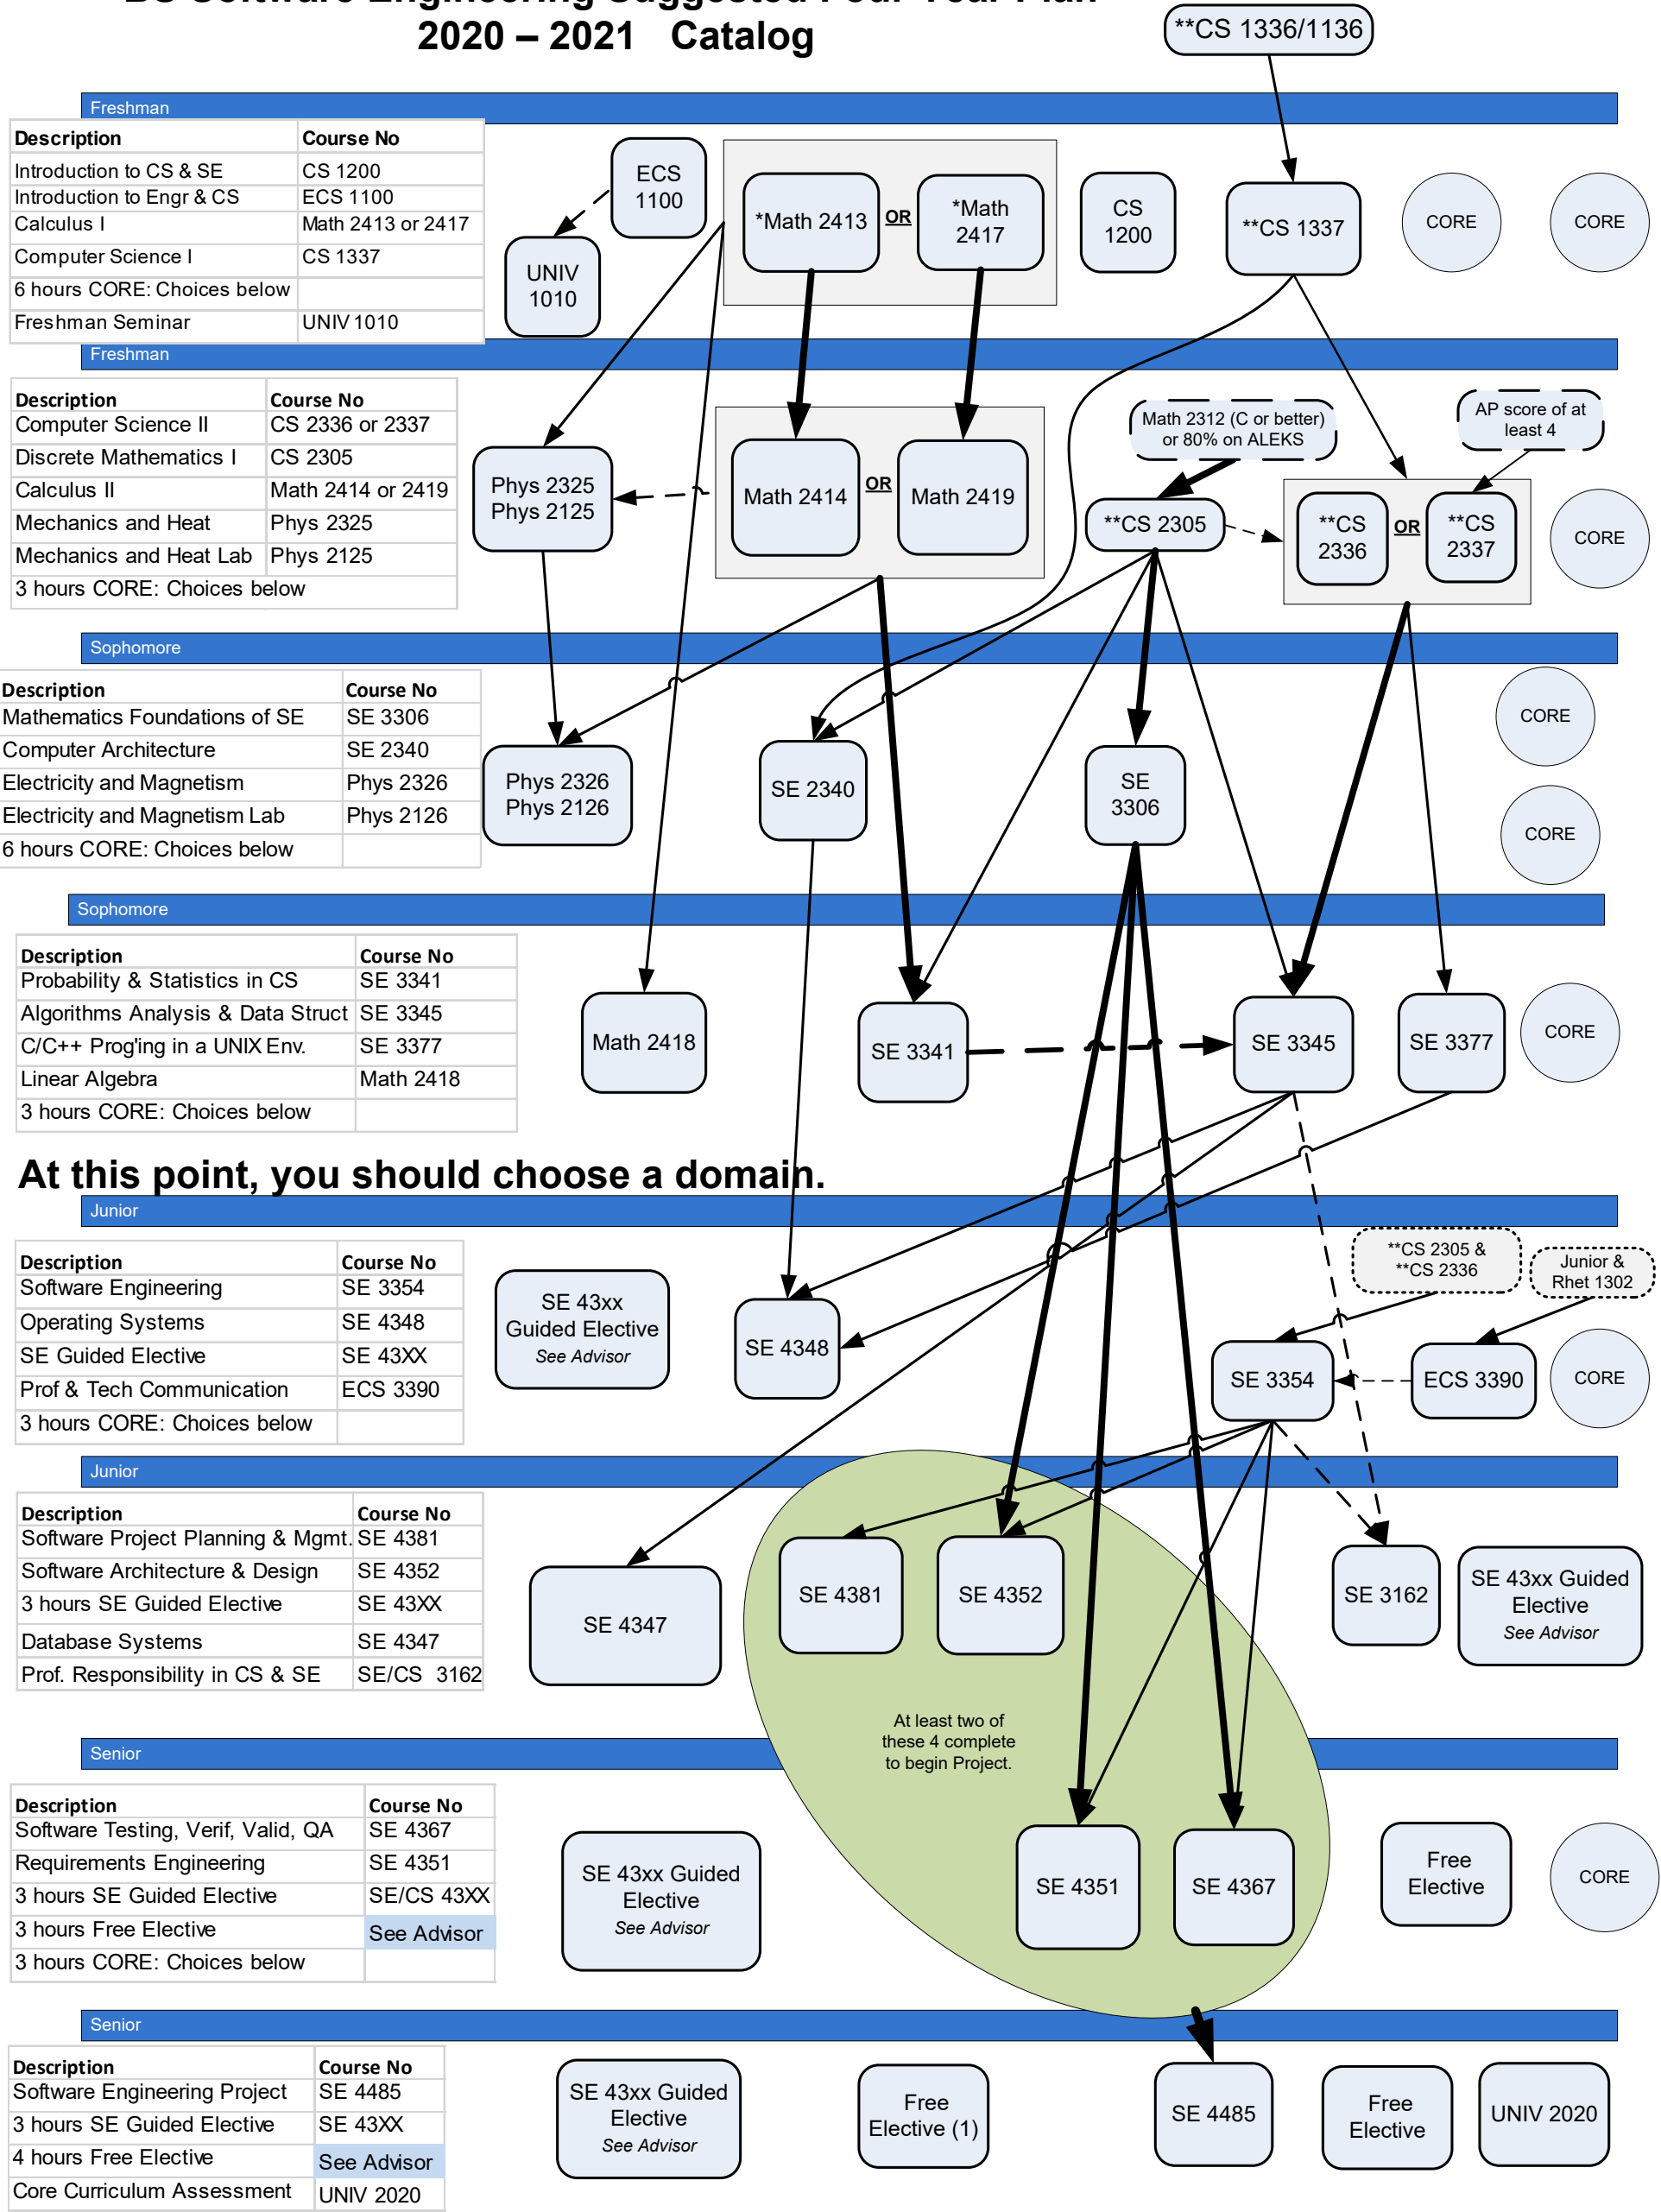 BS Software Engineering Suggested Four-Year Plan
2020 – 2021 Catalog
**CS 1336/1136
Freshman
Description Course No
Introduction to CS & SE CS 1200
Introduction to Engr & CS ECS 1100
Calculus I Math 2413 or 2417
Computer Science I CS 1337
6 hours CORE: Choices below
Freshman Seminar UNIV 1010
ECS
1100
UNIV
1010
*Math 2413
OR
*Math
2417
CS
1200
**CS 1337
CORE
CORE
Freshman
Description Course No
Computer Science II CS 2336 or 2337
Discrete Mathematics I CS 2305
Calculus II Math 2414 or 2419
Mechanics and Heat Phys 2325
Mechanics and Heat Lab Phys 2125
3 hours CORE: Choices below
Phys 2325
Phys 2125
Math 2414
OR
Math 2419
Math 2312 (C or better)
or 80% on ALEKS
**CS 2305
AP score of at
least 4
**CS
2336
OR
**CS
2337
CORE
Sophomore
Description Course No
Mathematics Foundations of SE SE 3306
Computer Architecture SE 2340
Electricity and Magnetism Phys 2326
Electricity and Magnetism Lab Phys 2126
6 hours CORE: Choices below
Phys 2326
Phys 2126
SE 2340
SE
3306
CORE
CORE
Sophomore
Description Course No
Probability & Statistics in CS SE 3341
Algorithms Analysis & Data Struct SE 3345
C/C++ Prog'ing in a UNIX Env. SE 3377
Linear Algebra Math 2418
3 hours CORE: Choices below
Math 2418
SE 3341
SE 3345
SE 3377
CORE
At this point, you should choose a domain.
Junior
Description Course No
Software Engineering SE 3354
Operating Systems SE 4348
SE Guided Elective SE 43XX
Prof & Tech Communication ECS 3390
3 hours CORE: Choices below
SE 43xx
Guided Elective
See Advisor
SE 4348
**CS 2305 &
**CS 2336
Junior &
Rhet 1302
SE 3354
ECS 3390
CORE
Junior
Description Course No
Software Project Planning & Mgmt. SE 4381
Software Architecture & Design SE 4352
3 hours SE Guided Elective SE 43XX
Database Systems SE 4347
Prof. Responsibility in CS & SE SE/CS 3162
SE 4347
SE 4381
SE 4352
SE 3162
SE 43xx Guided
Elective
See Advisor
At least two of
these 4 complete
to begin Project.
Senior
Description Course No
Software Testing, Verif, Valid, QA SE 4367
Requirements Engineering SE 4351
3 hours SE Guided Elective SE/CS 43XX
3 hours Free Elective See Advisor
3 hours CORE: Choices below
SE 43xx Guided
Elective
See Advisor
SE 4351
SE 4367
Free
Elective
CORE
Senior
Description Course No
Software Engineering Project SE 4485
3 hours SE Guided Elective SE 43XX
4 hours Free Elective See Advisor
Core Curriculum Assessment UNIV 2020
SE 43xx Guided
Elective
See Advisor
Free
Elective (1)
SE 4485
Free
Elective
UNIV 2020